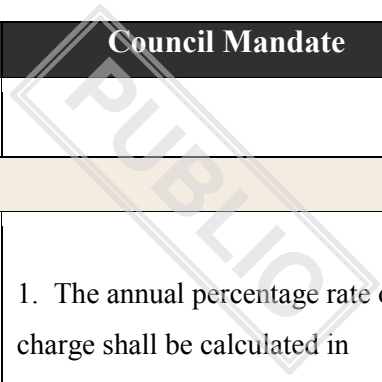 Council Mandate
PUBLIC
1. The annual percentage rate
charge shall be calculated in